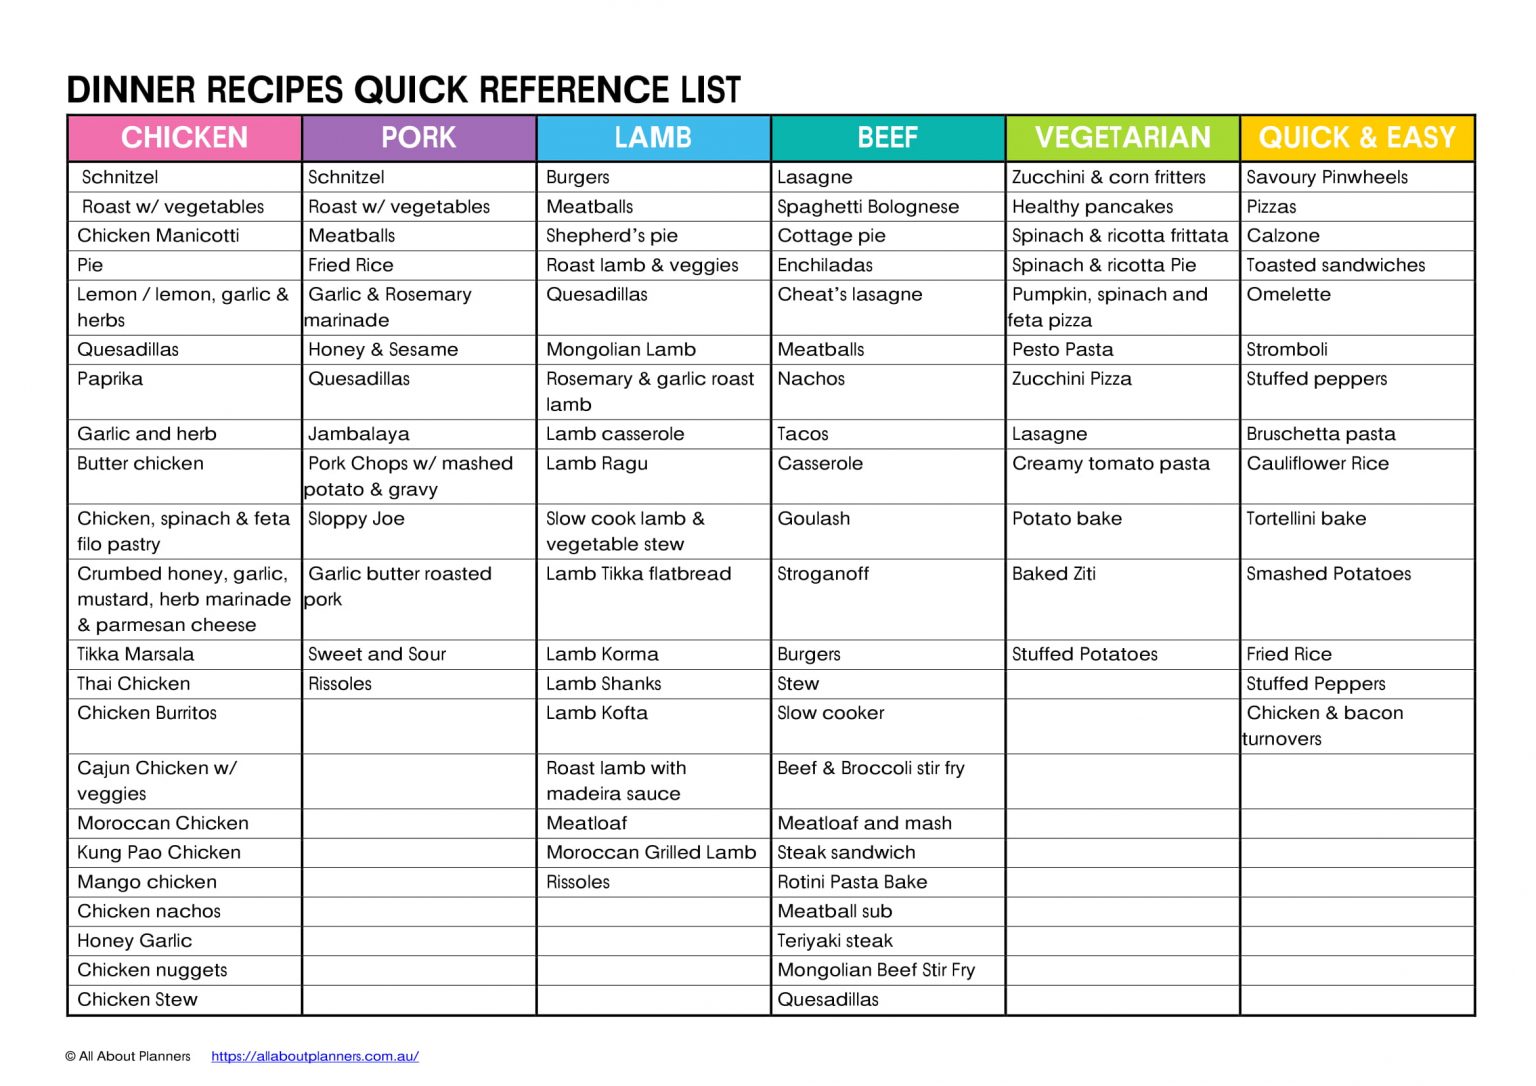 DINNER RECIPES QUICK REFERENCE LIST
CHICKEN PORK LAMB BEEF VEGETARIAN QUICK & EASY
Schnitzel Schnitzel Burgers Lasagne Zucchini & corn fritters Savoury Pinwheels
Roast w/ vegetables Roast w/ vegetables Meatballs Spaghetti Bolognese Healthy pancakes Pizzas
Chicken Manicotti Meatballs Shepherd's pie Cottage pie Spinach & ricotta frittata Calzone
Pie Fried Rice Roast lamb & veggies Enchiladas Spinach & ricotta Pie Toasted sandwiches
Lemon / lemon, garlic & Garlic & Rosemary Quesadillas Cheat's lasagne Pumpkin, spinach and Omelette
herbs marinade feta pizza
Quesadillas Honey & Sesame Mongolian Lamb Meatballs Pesto Pasta Stromboli
Paprika Quesadillas Rosemary & garlic roast Nachos Zucchini Pizza Stuffed peppers
lamb
Garlic and herb Jambalaya Lamb casserole Tacos Lasagne Bruschetta pasta
Butter chicken Pork Chops w/ mashed Lamb Ragu Casserole Creamy tomato pasta Cauliflower Rice
potato & gravy
Chicken, spinach & feta Sloppy Joe Slow cook lamb & Goulash Potato bake Tortellini bake
filo pastry vegetable stew
Crumbed honey, garlic, Garlic butter roasted Lamb Tikka flatbread Stroganoff Baked Ziti Smashed Potatoes
mustard, herb marinade pork
& parmesan cheese
Tikka Marsala Sweet and Sour Lamb Korma Burgers Stuffed Potatoes Fried Rice
Thai Chicken Rissoles Lamb Shanks Stew Stuffed Peppers
Chicken Burritos Lamb Kofta Slow cooker Chicken & bacon
turnovers
Cajun Chicken w/ Roast lamb with Beef & Broccoli stir fry
veggies madeira sauce
Moroccan Chicken Meatloaf Meatloaf and mash
Kung Pao Chicken Moroccan Grilled Lamb Steak sandwich
Mango chicken Rissoles Rotini Pasta Bake
Chicken nachos Meatball sub
Honey Garlic Teriyaki steak
Chicken nuggets Mongolian Beef Stir Fry
Chicken Stew Quesadillas
© All About Planners https://allaboutplanners.com.au/